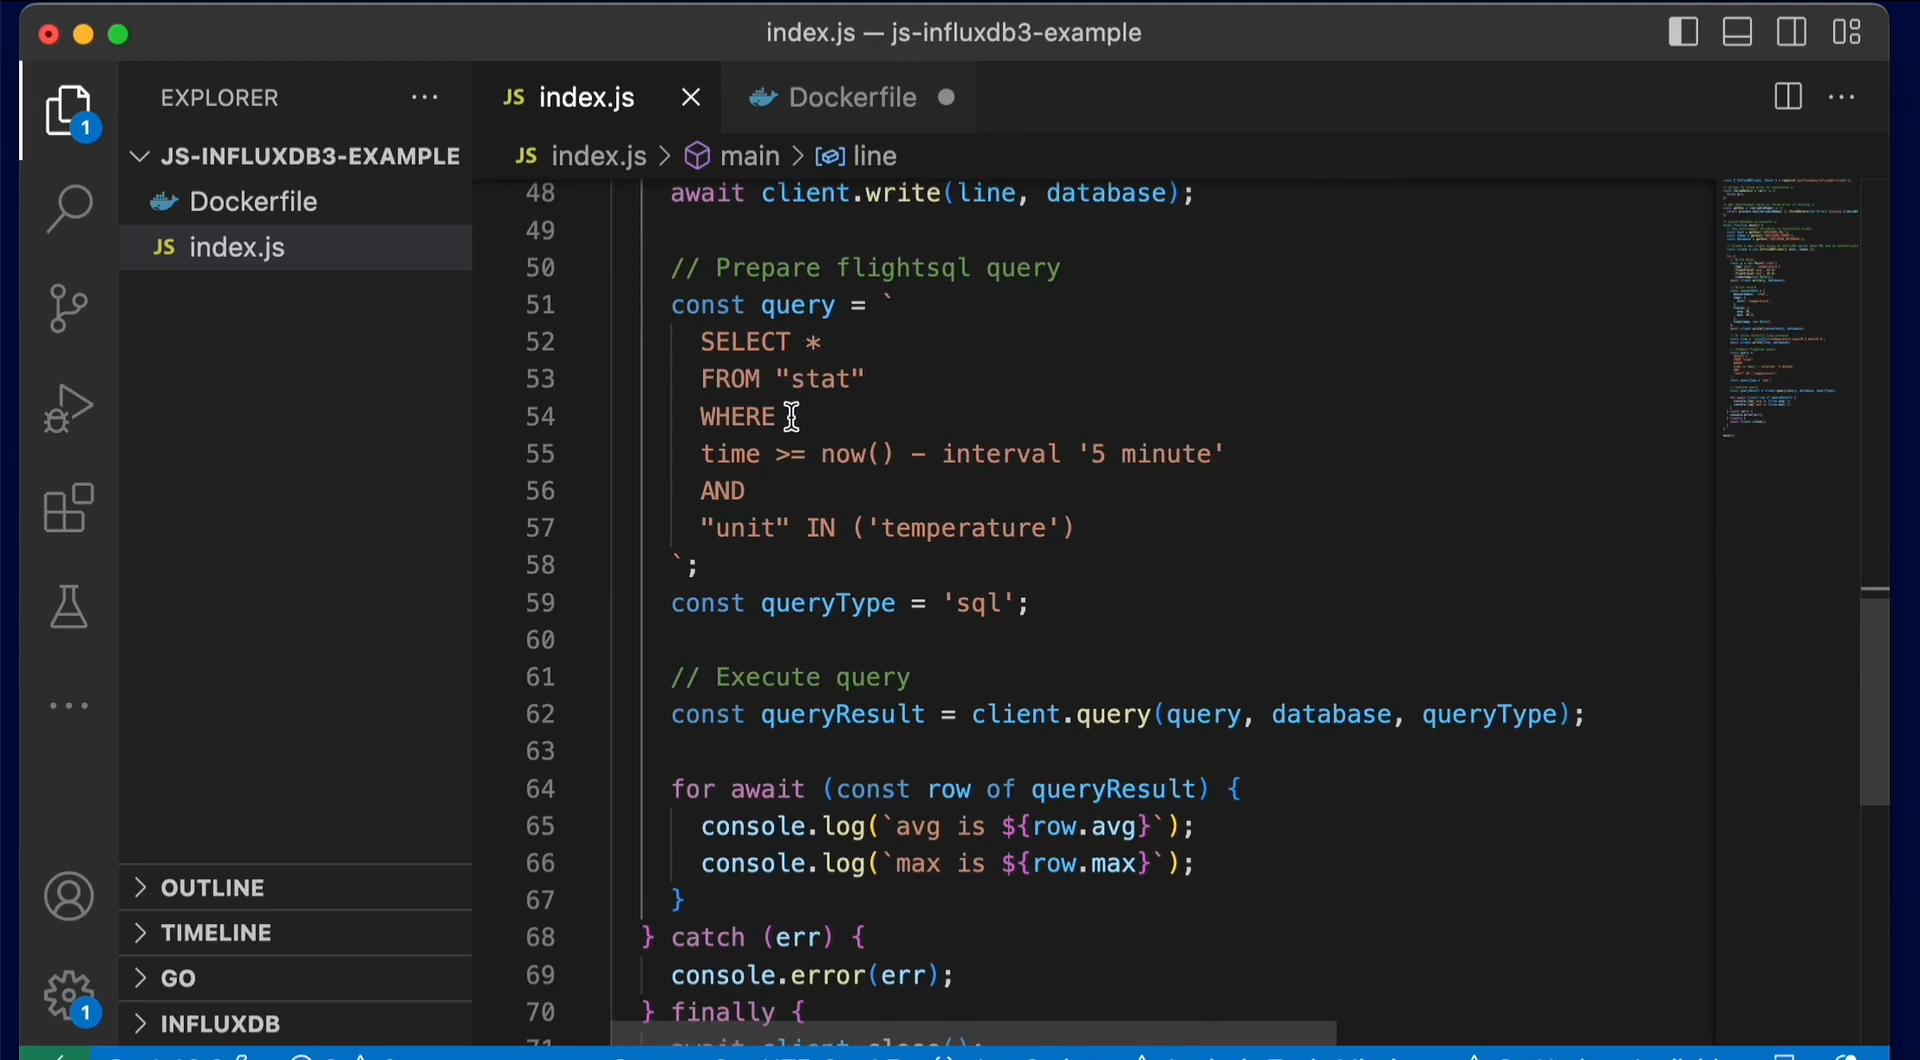 index.js — js-influxdb3-example
EXPLORER
JS index.js
Dockerfile
1
JS-INFLUXDB3-EXAMPLE
JS index.js > main > line
Dockerfile
JS index.js
48 await client.write(line, database);
49
50 // Prepare flightsql query
51 const query = `
52 SELECT *
53 FROM "stat"
54 WHERE
55 time >= now() - interval '5 minute'
56 AND
57 "unit" IN ('temperature')
58 `;
59 const queryType = 'sql';
60
61 // Execute query
62 const queryResult = client.query(query, database, queryType);
63
64 for await (const row of queryResult) {
65 console.log(`avg is ${row.avg}`);
66 console.log(`max is ${row.max}`);
67 }
68 } catch (err) {
69 console.error(err);
70 } finally {
OUTLINE
TIMELINE
GO
INFLUXDB
1